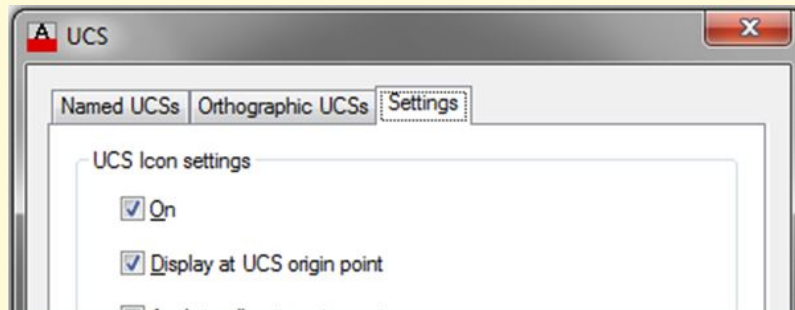 UCS
Named UCSs Orthographic UCSs Settings
UCS Icon settings
On
Display at UCS origin point